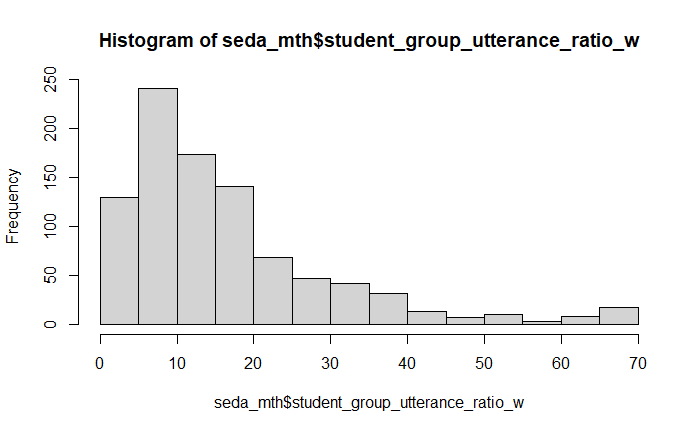 Histogram of seda_mth$student_group_utterance_ratio_w
Frequency
250
200
150
100
50
0
0 10 20 30 40 50 60 70
seda_mth$student_group_utterance_ratio_w